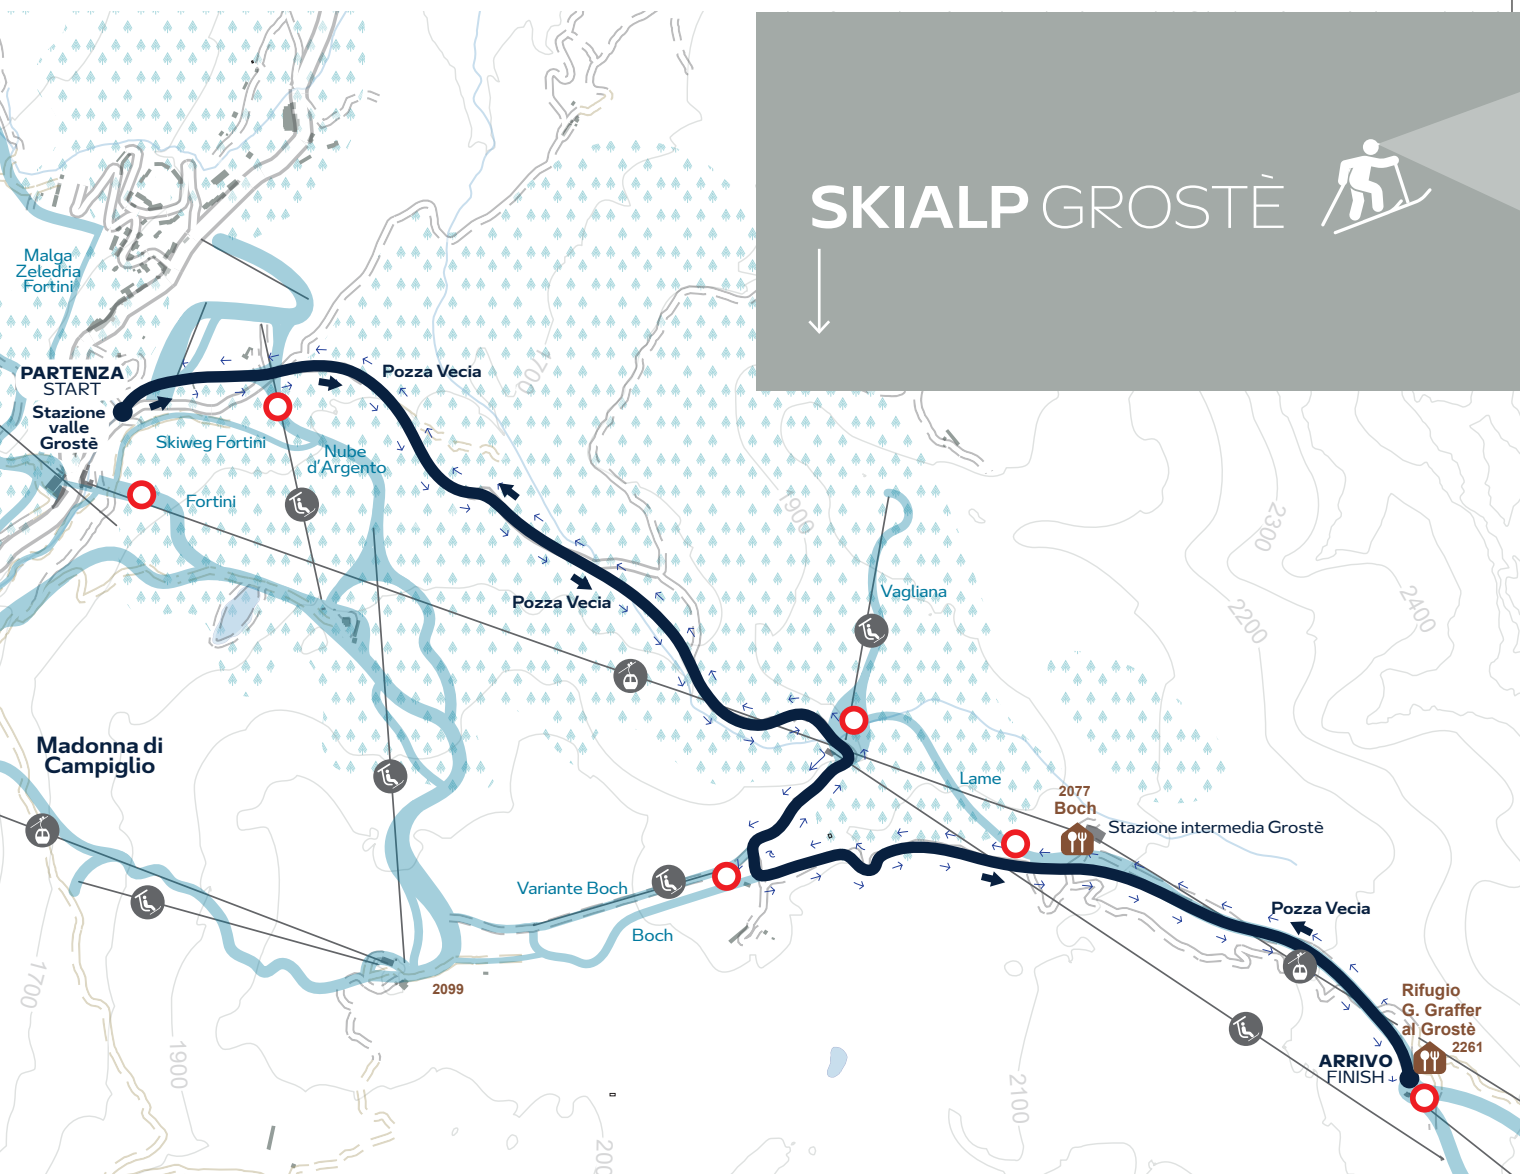 SKIALP GROSTÈ
Malga
Zeledria
Fortini
PARTENZA
START
Stazione
valle
Grostè
Pozza Vecia
1700
Skiweg Fortini
Nube
d'Argento
Fortini
1900
2300
Pozza Vecia
Vagliana
2200
2400
Madonna di
Campiglio
Lame
2077
Boch
Stazione intermedia Grostè
Variante Boch
Boch
Pozza Vecia
1700
2099
Rifugio
G. Graffer
al Grostè
2261
ARRIVO
FINISH
1900
2100